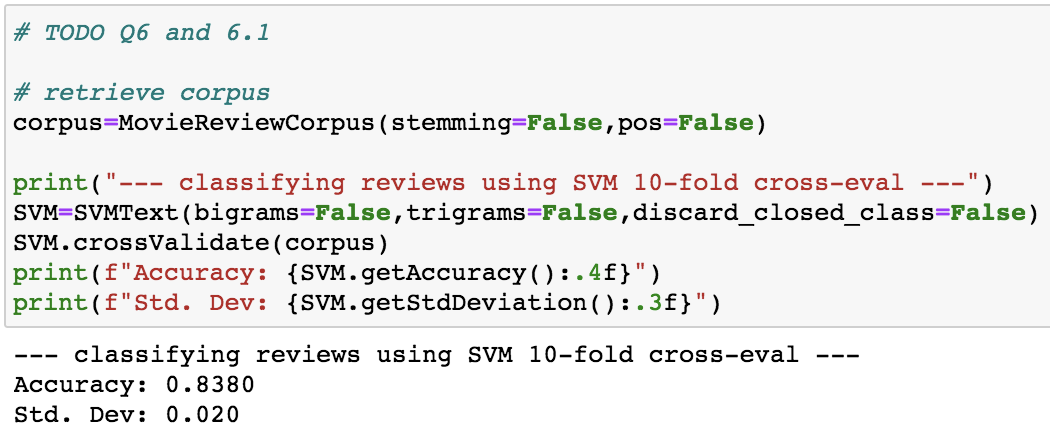 # TODO Q6 and 6.1
# retrieve corpus
corpus=MovieReviewCorpus(stemming=False,pos=False)
print("--- classifying reviews using SVM 10-fold cross-eval ---")
SVM=SVMText(bigrams=False,trigrams=False,discard_closed_class=False)
SVM.crossValidate(corpus)
print(f"Accuracy: {SVM.getAccuracy():.4f}")
print(f"Std. Dev: {SVM.getStdDeviation():.3f}")
--- classifying reviews using SVM 10-fold cross-eval ---
Accuracy: 0.8380
Std. Dev: 0.020